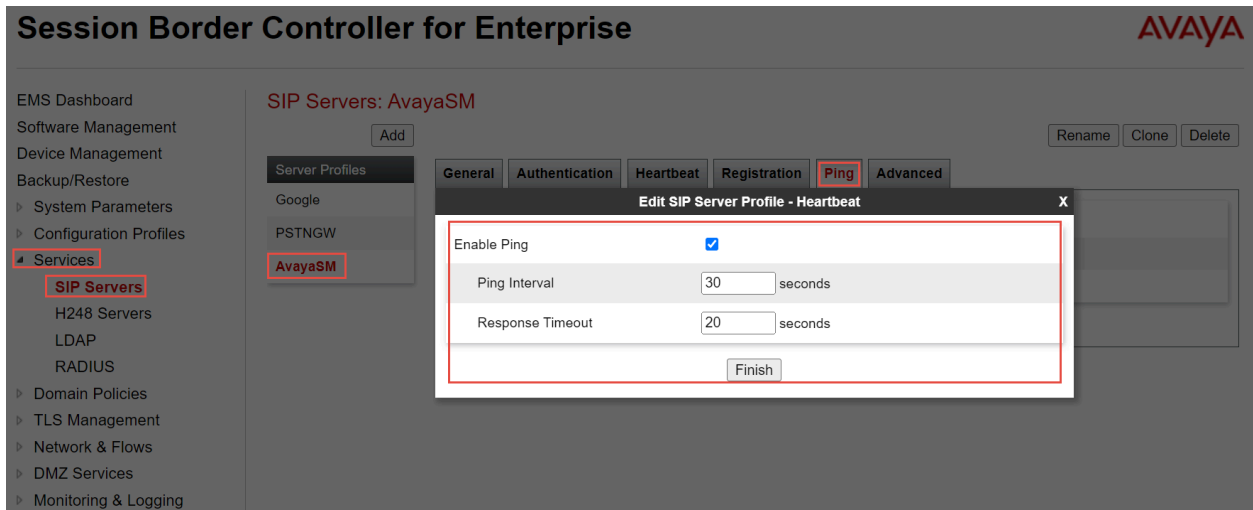 Session Border Controller for Enterprise
AVAYA
EMS Dashboard
Software Management
Device Management
Backup/Restore
System Parameters
Configuration Profiles
Services
SIP Servers
H248 Servers
LDAP
RADIUS
Domain Policies
TLS Management
Network & Flows
DMZ Services
Monitoring & Logging
SIP Servers: AvayaSM
Add
Rename Clone Delete
Server Profiles
Google
PSTNGW
AvayaSM
General Authentication Heartbeat Registration Ping Advanced
Edit SIP Server Profile - Heartbeat X
Enable Ping
Ping Interval 30 seconds
Response Timeout 20 seconds
Finish